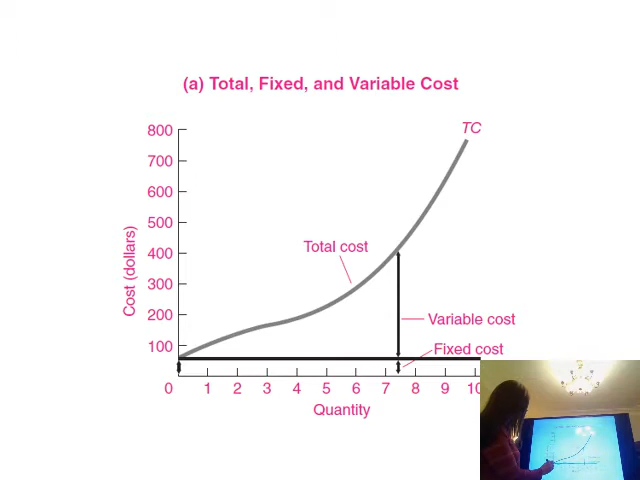 (a) Total, Fixed, and Variable Cost
Cost (dollars)
800
700
600
500
400
300
200
100
TC
Total cost
Variable cost
Fixed cost
0 1 2 3 4 5 6 7 8 9 10
Quantity